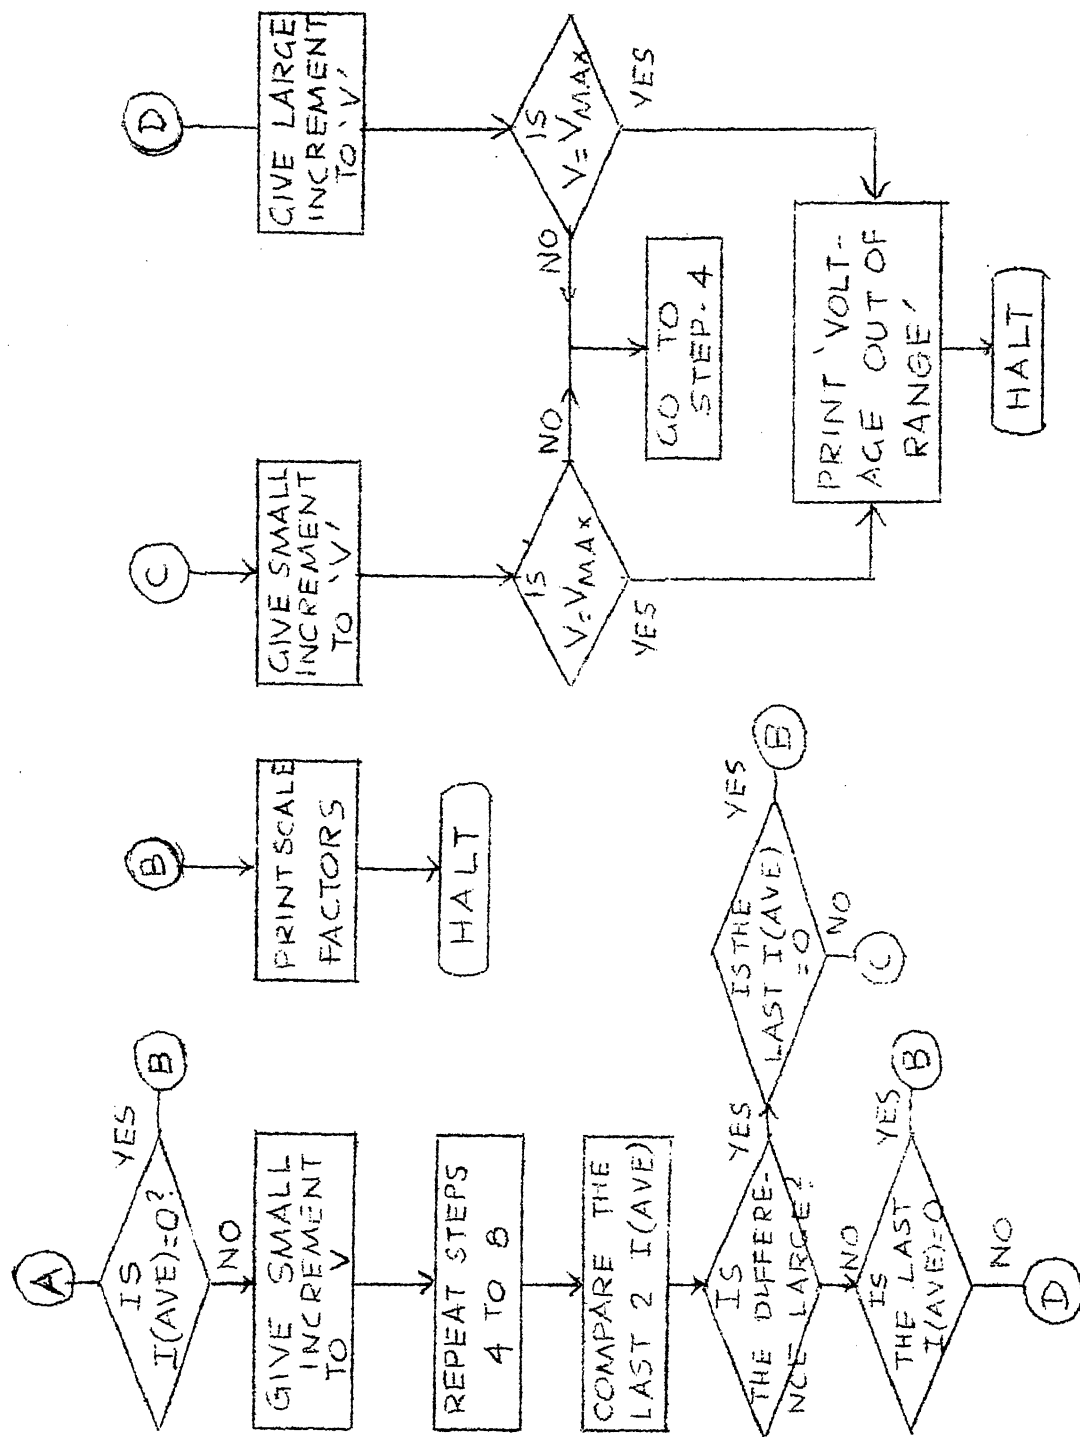 A
IS
I(AVE)=0?
YES
B
NO
GIVE SMALL
INCREMENT
TO V
REPEAT STEPS
4 TO 8
COMPARE THE
LAST 2 I(AVE)
IS
THE DIFFERE-
NCE LARGE?
YES
IS THE
LAST I(AVE)
=0
YES
B
NO
C
NO
IS
THE LAST
I(AVE)=0
YES
B
NO
D
B
PRINT SCALE
FACTORS
HALT
C
GIVE SMALL
INCREMENT
TO 'V'
IS
V=VMAX
NO
YES
D
GIVE LARGE
INCREMENT
TO 'V'
IS
V=VMAX
NO
YES
GO TO
STEP-4
PRINT 'VOLT-
AGE OUT OF
RANGE'
HALT